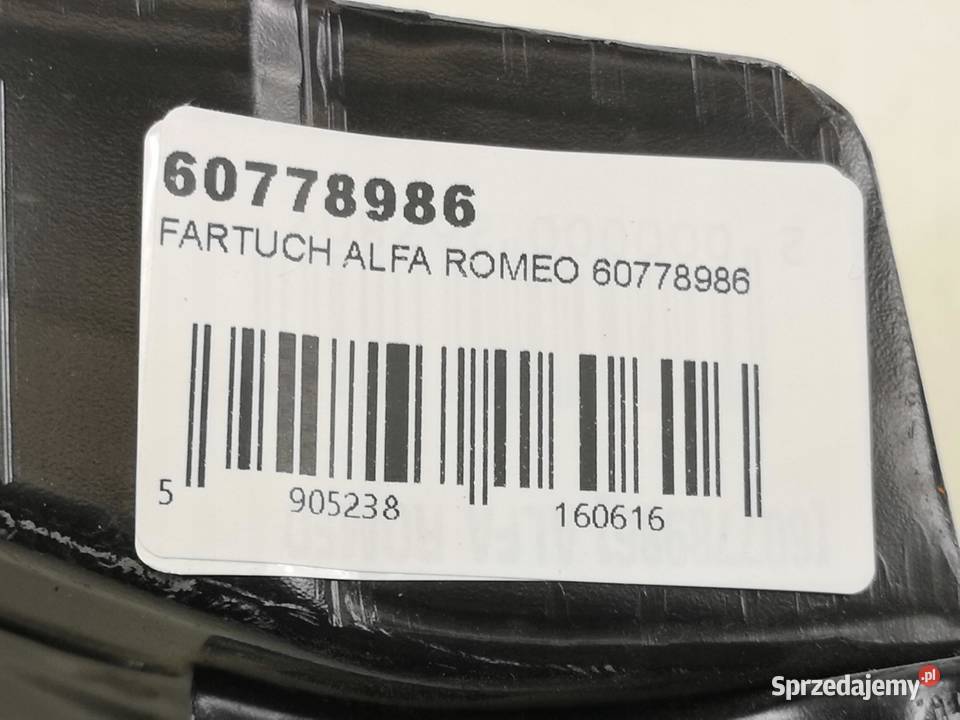 60778986
FARTUCH ALFA ROMEO 60778986
5 905238 160616
Sprzedajemy.pl